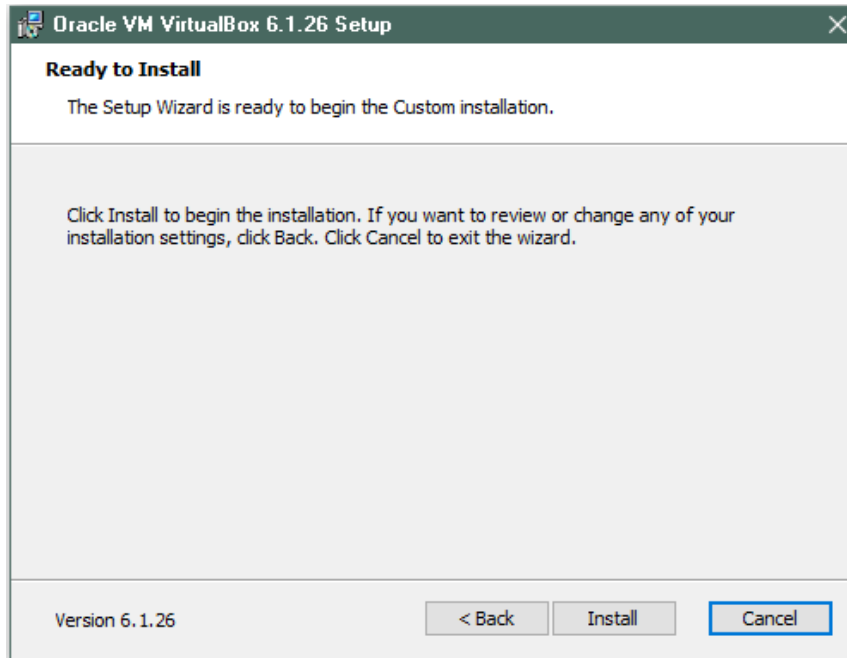 Oracle VM VirtualBox 6.1.26 Setup
Ready to Install
The Setup Wizard is ready to begin the Custom installation.
Click Install to begin the installation. If you want to review or change any of your
installation settings, click Back. Click Cancel to exit the wizard.
Version 6.1.26
< Back
Install
Cancel